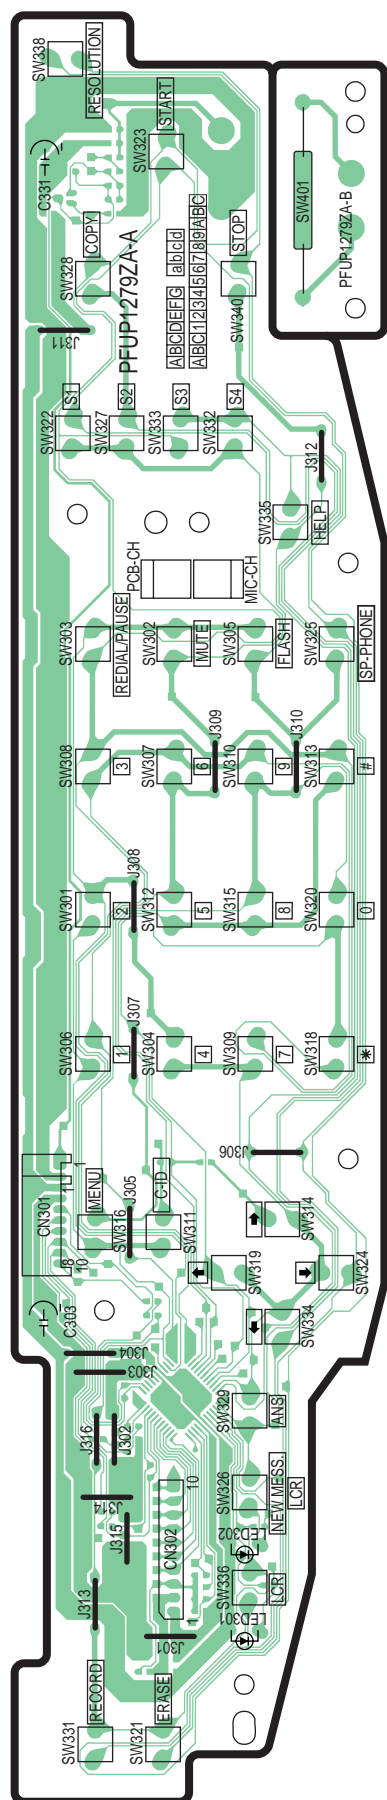 SW338
RESOLUTION
C331
START
SW323
COPY
SW328
PFUP1279ZA-A
ABCDEFG abcd
ABC123456789ABC
STOP
SW340
SW401
PFUP1279ZA-B
J311
S1
SW322
S2
SW327
S3
SW333
S4
SW332
J312
SW335
HELP
PCB-CH
MIC-CH
SW303
REDIAL/PAUSE
SW302
MUTE
SW305
FLASH
SW325
SP-PHONE
J309
J310
SW308
3
SW307
6
SW310
9
SW313
#
J308
SW301
2
SW312
5
SW315
8
SW320
0
J307
SW306
1
SW304
4
SW309
7
SW318
*
J306
1
CN301
8
10
MENU
SW316
J305
C-ID
SW311
SW314
SW319
SW324
SW334
C303
J304
J303
J316
J302
J314
J315
SW329
ANS
SW326
NEW MESS.
LCR
10
CN302
1
LED302
SW336
LCR
LED301
J313
J301
RECORD
SW331
ERASE
SW321